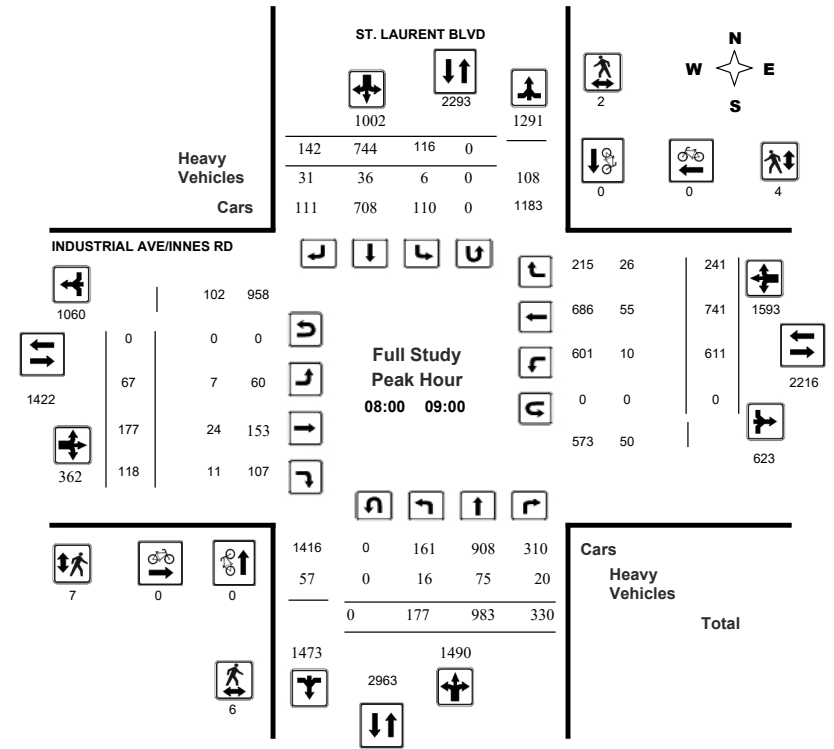 ST. LAURENT BLVD
N
W E
S
2293
2
1002
1291
142 744 116 0
Heavy
Vehicles
31 36 6 0 108
Cars
111 708 110 0 1183
0 0 4
INDUSTRIAL AVE/INNES RD
1060
102 958
215 26 241
0 0 0
686 55 741 1593
Full Study
Peak Hour
08:00 09:00
1422
67 7 60
601 10 611
2216
177 24 153
0 0 0
362
118 11 107
573 50
623
1416 0 161 908 310
Cars
57 0 16 75 20
Heavy
Vehicles
7 0 0
0 177 983 330
Total
1473 1490
2963
6